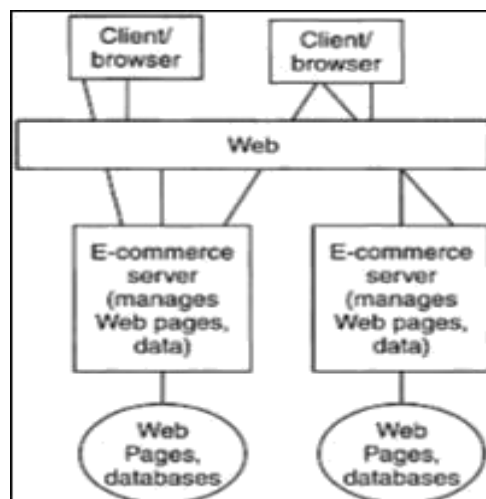 Client/
browser
Client/
browser
Web
E-commerce
server
(manages
Web pages,
data)
E-commerce
server
(manages
Web pages,
data)
Web
Pages,
databases
Web
Pages,
databases